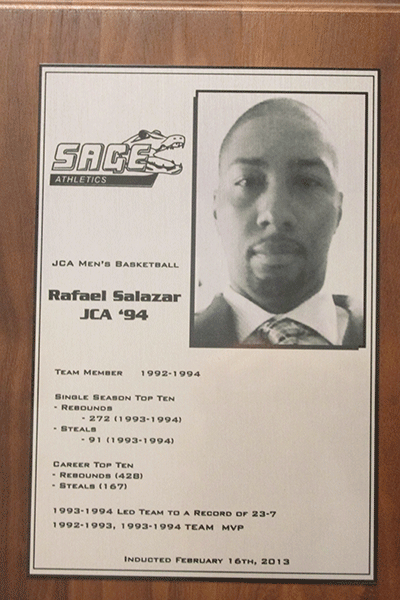 SAGE
ATHLETICS
JCA Men's Basketball
Rafael Salazar
JCA '94
Team Member 1992-1994
Single Season Top Ten
- Rebounds
- 272 (1993-1994)
- Steals
- 91 (1993-1994)
Career Top Ten
- Rebounds (428)
- Steals (167)
1993-1994 Led Team to a Record of 23-7
1992-1993, 1993-1994 TEAM MVP
Inducted February 16th, 2013